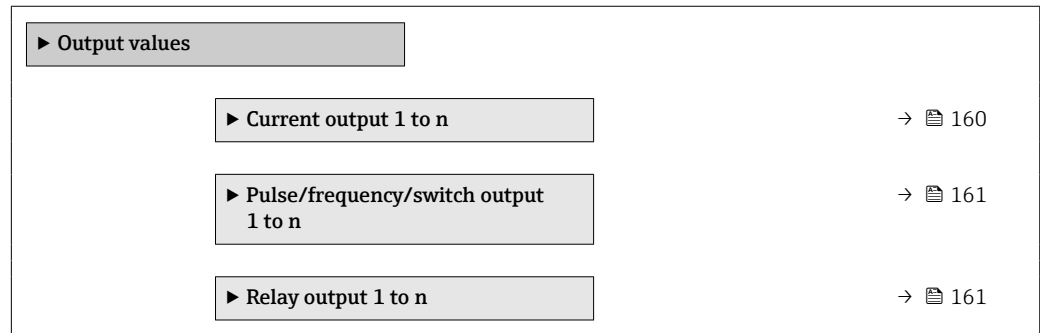 ▶ Output values
▶ Current output 1 to n → 160
▶ Pulse/frequency/switch output
1 to n
→ 161
▶ Relay output 1 to n → 161